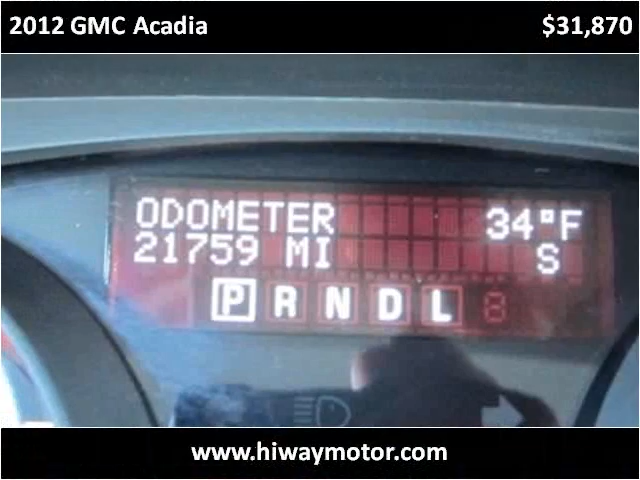 2012 GMC Acadia $31,870
ODOMETER 34°F
21759 MI S
P R N D L 8
www.hiwaymotor.com